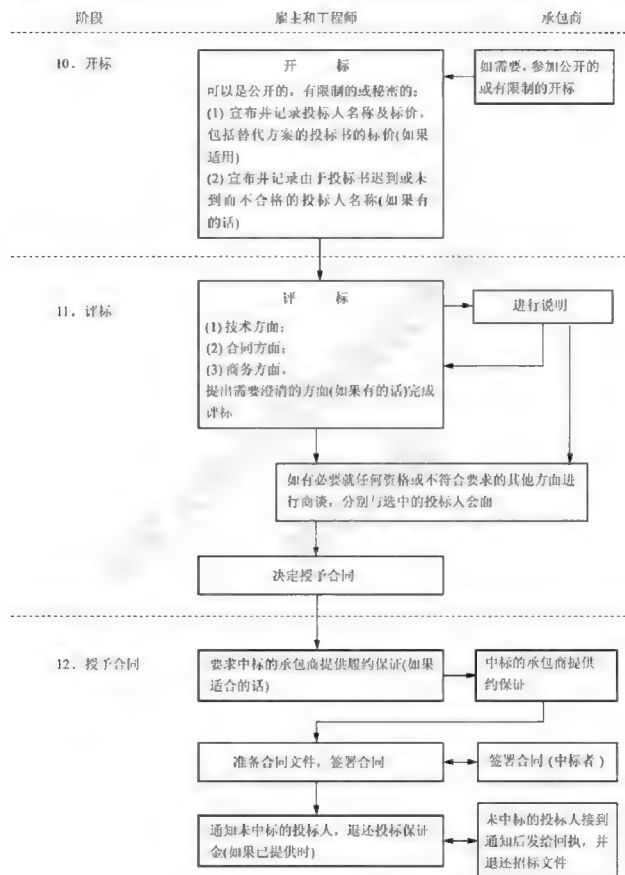 阶段 雇主和工程师 承包商
10. 开标
开 标
可以是公开的, 有限制的或秘密的:
(1) 宣布并记录投标人名称及标价,
包括替代方案的投标书的标价(如果
适用)
(2) 宣布并记录由于投标书迟到或未
到而不合格的投标人名称(如果有
的话)
如需要, 参加公开的
或有限制的开标
11. 评标
评 标
(1) 技术方面;
(2) 合同方面;
(3) 商务方面。
提出需要澄清的方面(如果有的话)完成
评标
进行说明
如有必要就任何资格或不符合要求的其他方面进
行商谈, 分别与选中的投标人会面
决定授予合同
12. 授予合同
要求中标的承包商提供履约保证(如果
适合的话)
中标的承包商提供
约保证
准备合同文件, 签署合同
签署合同 (中标者)
通知未中标的投标人, 退还投标保证
金(如果已提供时)
未中标的投标人接到
通知后发给回执, 并
退还招标文件